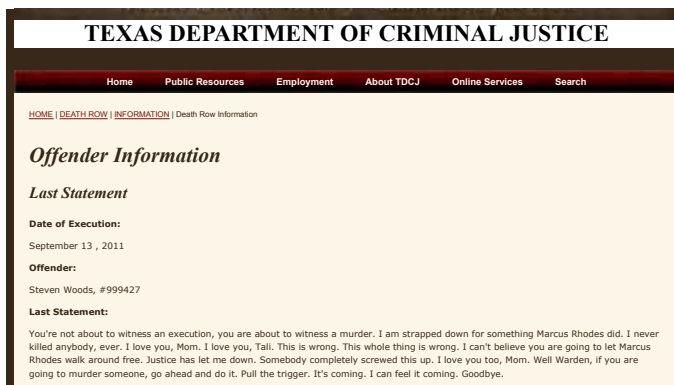 TEXAS DEPARTMENT OF CRIMINAL JUSTICE
Home Public Resources Employment About TDCJ Online Services Search
HOME | DEATH ROW | INFORMATION | Death Row Information
Offender Information
Last Statement
Date of Execution:
September 13 , 2011
Offender:
Steven Woods, #999427
Last Statement:
You're not about to witness an execution, you are about to witness a murder. I am strapped down for something Marcus Rhodes did. I never
killed anybody, ever. I love you, Mom. I love you, Tali. This is wrong. This whole thing is wrong. I can't believe you are going to let Marcus
Rhodes walk around free. Justice has let me down. Somebody completely screwed this up. I love you too, Mom. Well Warden, if you are
going to murder someone, go ahead and do it. Pull the trigger. It's coming. I can feel it coming. Goodbye.